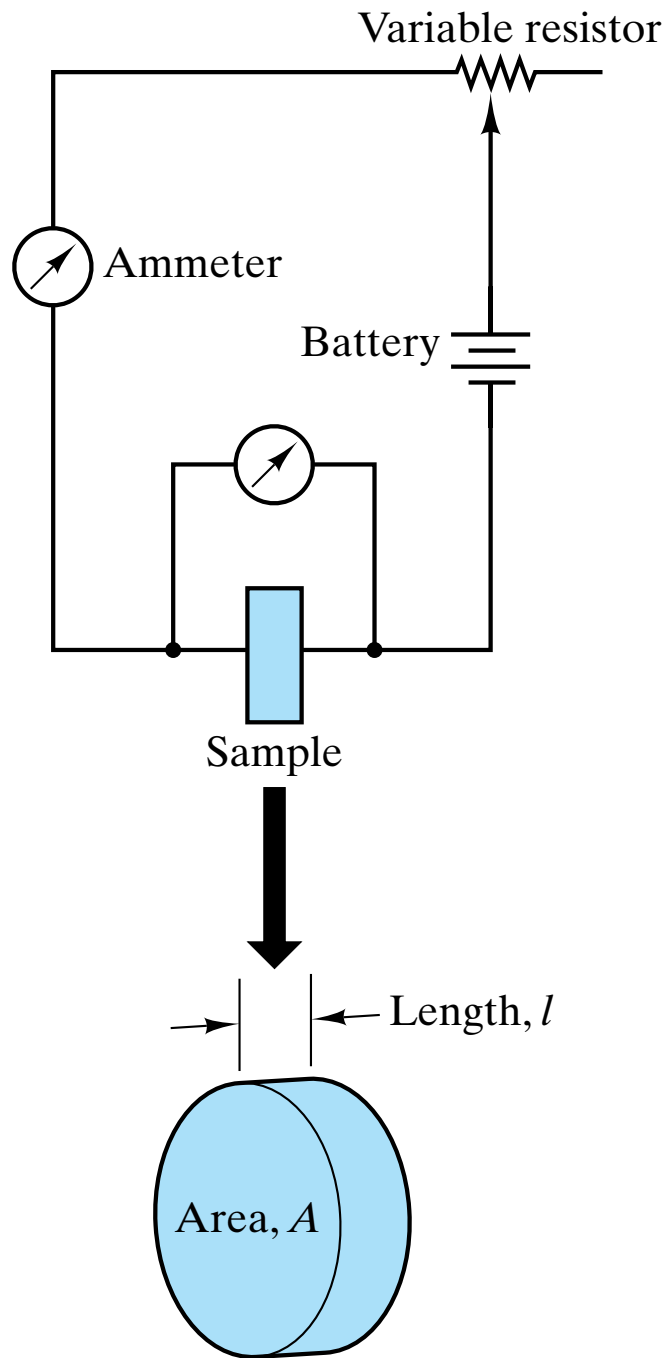 Variable resistor
Ammeter
Battery
Sample
Length, l
Area, A